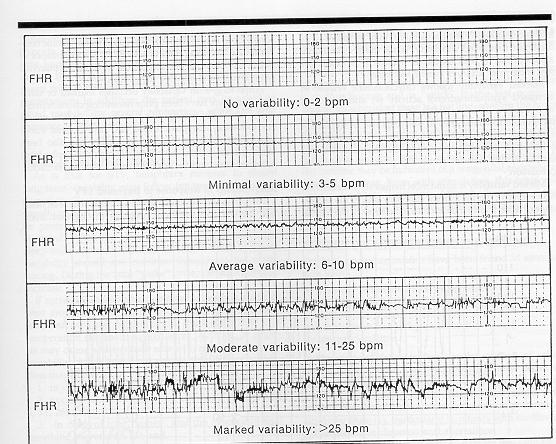 FHR
No variability: 0-2 bpm
FHR
Minimal variability: 3-5 bpm
FHR
Average variability: 6-10 bpm
FHR
Moderate variability: 11-25 bpm
FHR
Marked variability: >25 bpm